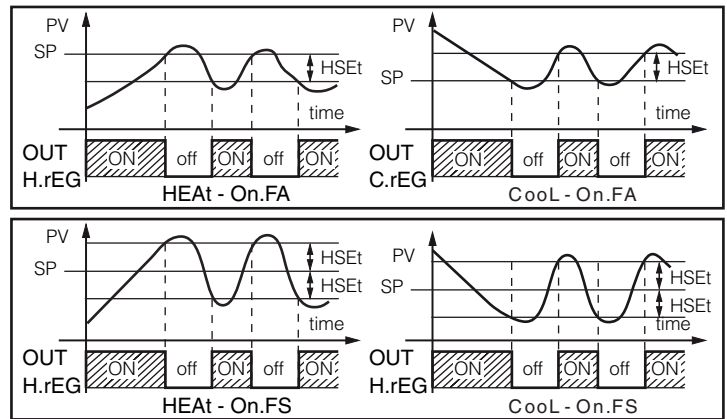 PV
SP
HSEt
time
OUT
H.rEG
ON off ON off ON
HEAt - On.FA
PV
SP
HSEt
time
OUT
C.rEG
ON off ON off ON
CooL - On.FA
PV
SP
HSEt
HSEt
time
OUT
H.rEG
ON off ON off ON
HEAt - On.FS
PV
SP
HSEt
HSEt
time
OUT
H.rEG
ON off ON off ON
CooL - On.FS